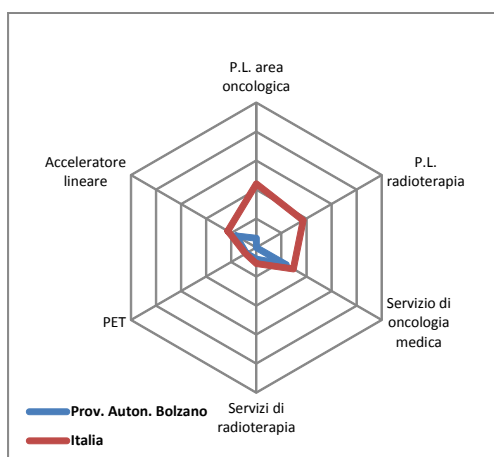 P.L. area
oncologica
P.L.
radioterapia
Servizio di
oncologia
medica
Servizi di
radioterapia
PET
Acceleratore
lineare
Prov. Auton. Bolzano
Italia